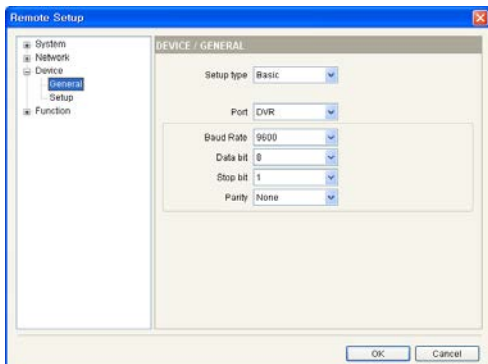 Remote Setup
System
Network
Device
General
Setup
Function
DEVICE / GENERAL
Setup type Basic
Port DVR
Baud Rate 9600
Data bit 8
Stop bit 1
Parity None
OK Cancel